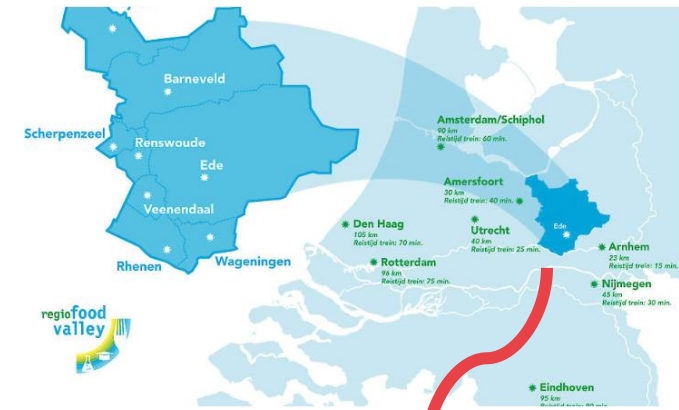 Barneveld
Scherpenzeel
Renswoude
Ede
Veenendaal
Rhenen
Wageningen
regiofood
valley
Amsterdam/Schiphol
90 km
Reistijd trein: 60 min.
Amersfoort
30 km
Reistijd trein: 40 min.
Ede
Den Haag
105 km
Reistijd trein: 70 min.
Utrecht
40 km
Reistijd trein: 25 min.
Arnhem
23 km
Reistijd trein: 15 min.
Rotterdam
96 km
Reistijd trein: 75 min.
Nijmegen
45 km
Reistijd trein: 30 min.
Eindhoven
95 km